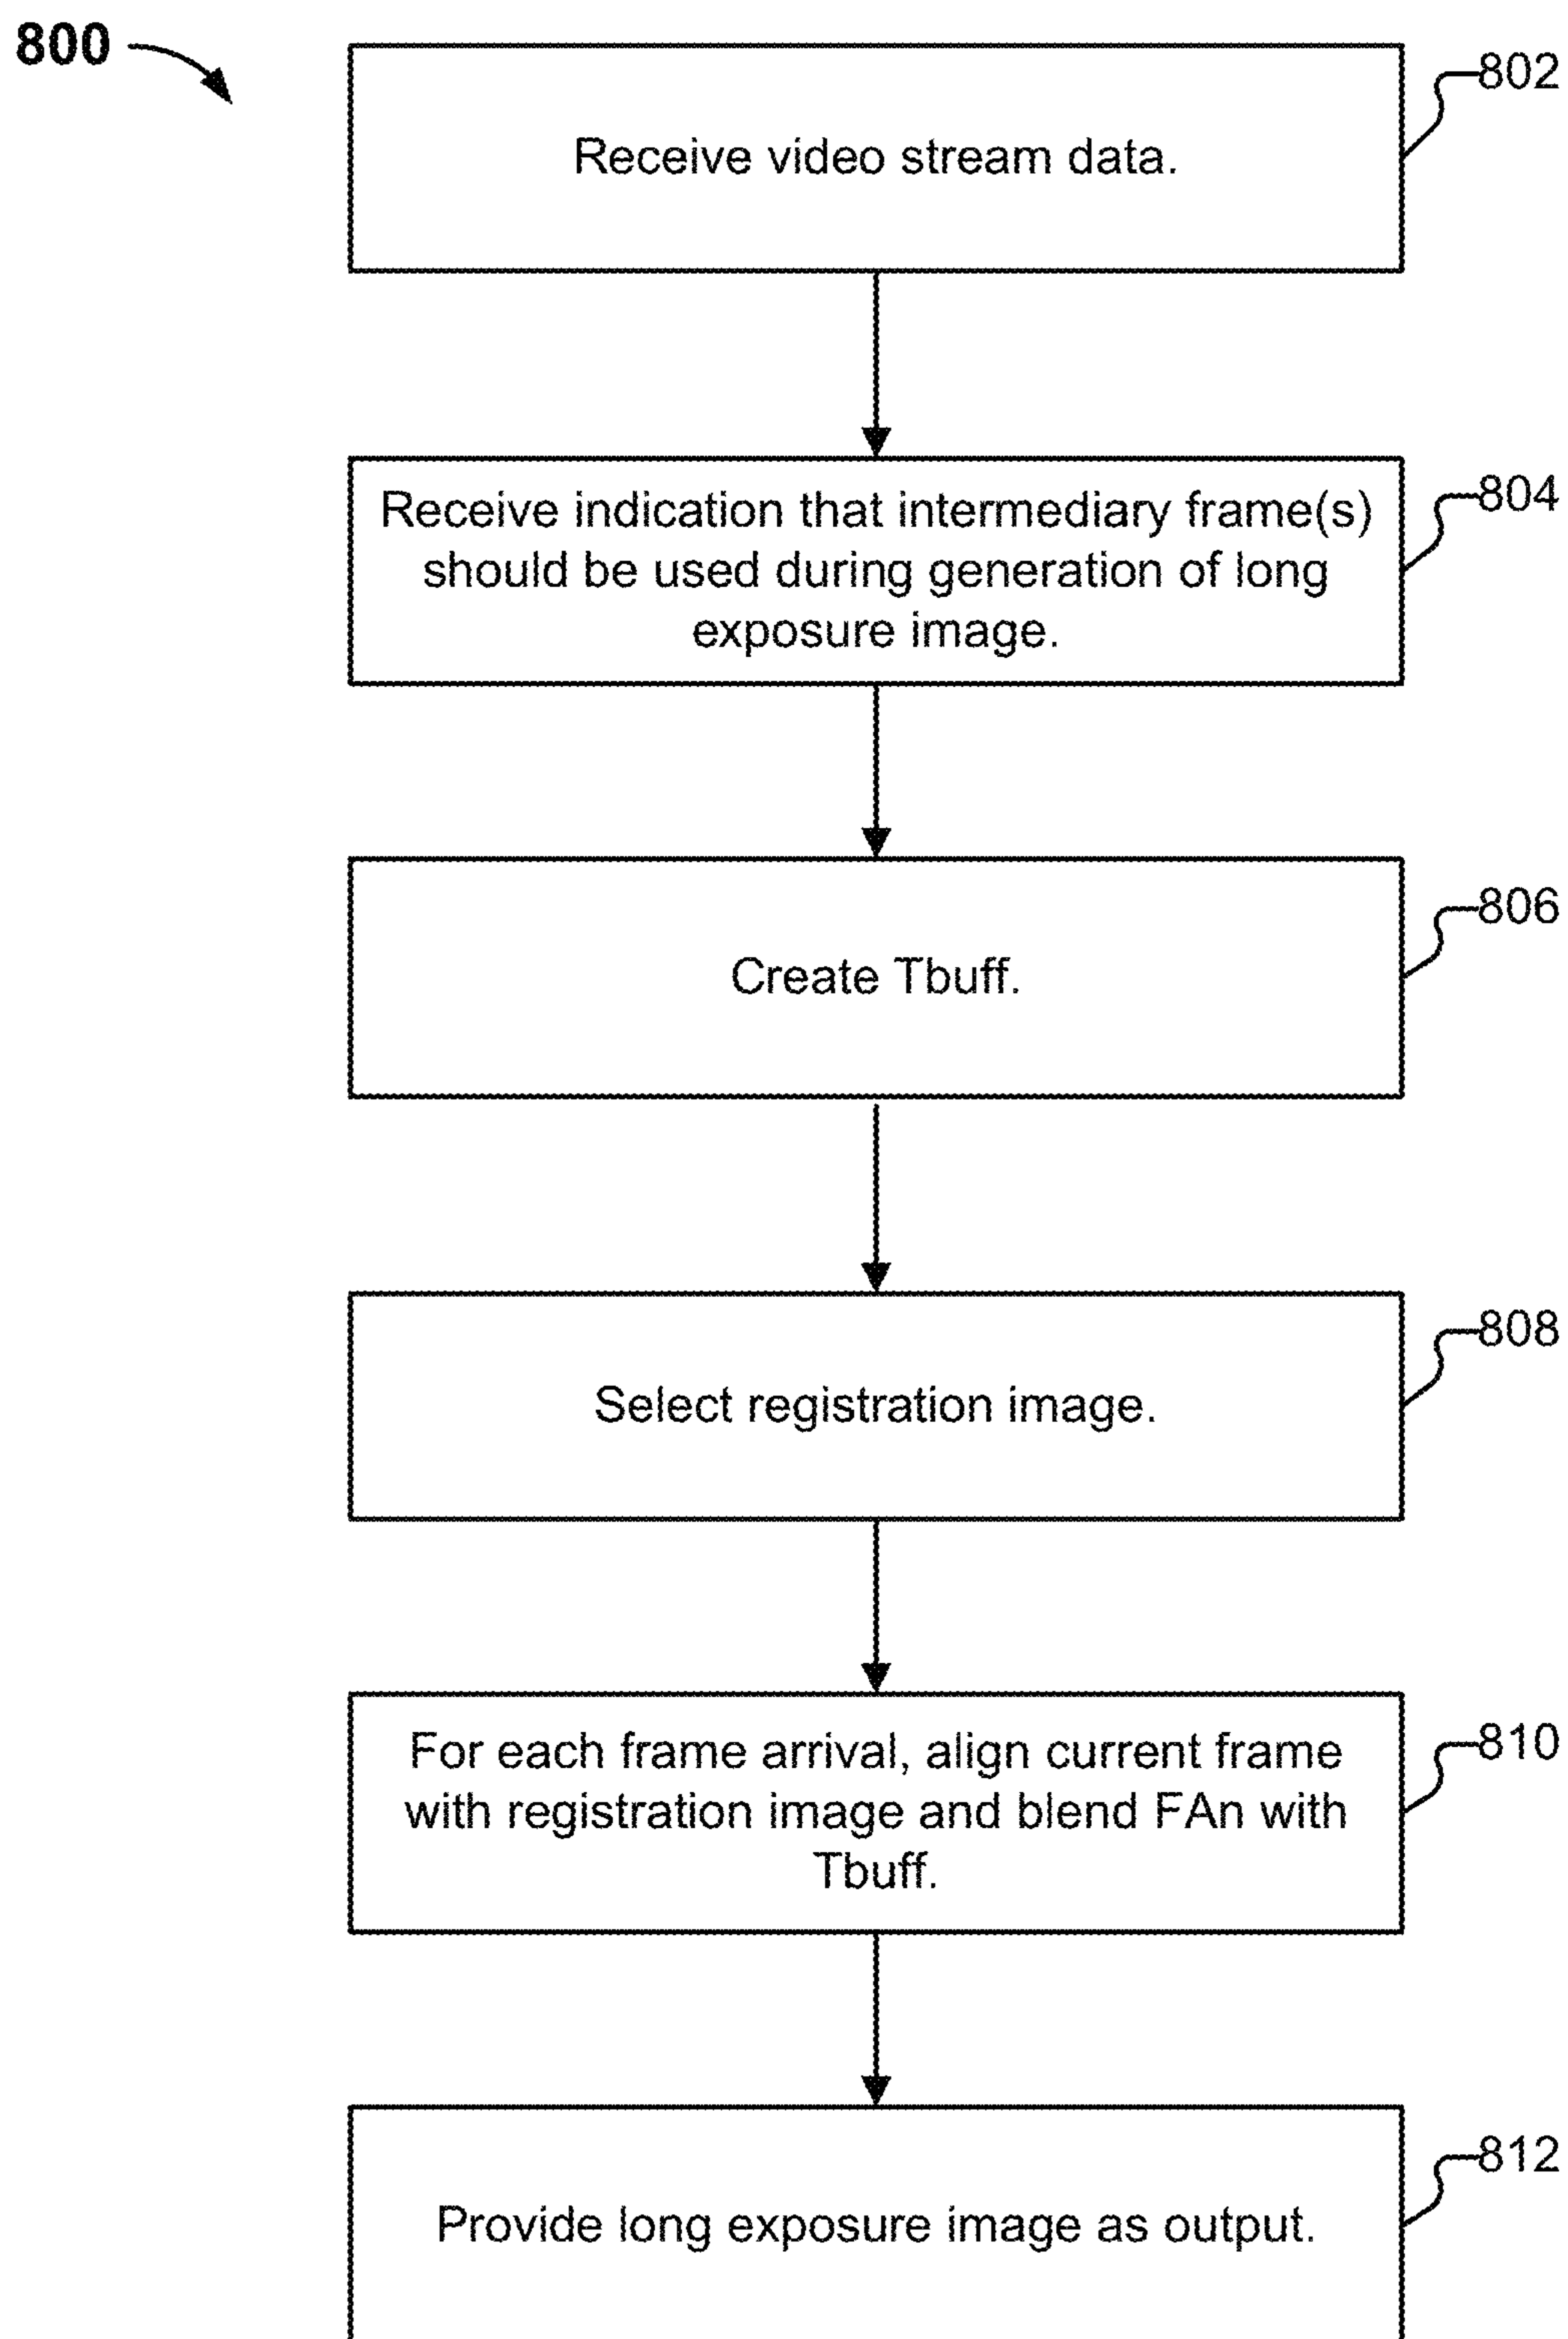 800
802
Receive video stream data.
804
Receive indication that intermediary frame(s)
should be used during generation of long
exposure image.
806
Create Tbuff.
808
Select registration image.
810
For each frame arrival, align current frame
with registration image and blend FAn with
Tbuff.
812
Provide long exposure image as output.